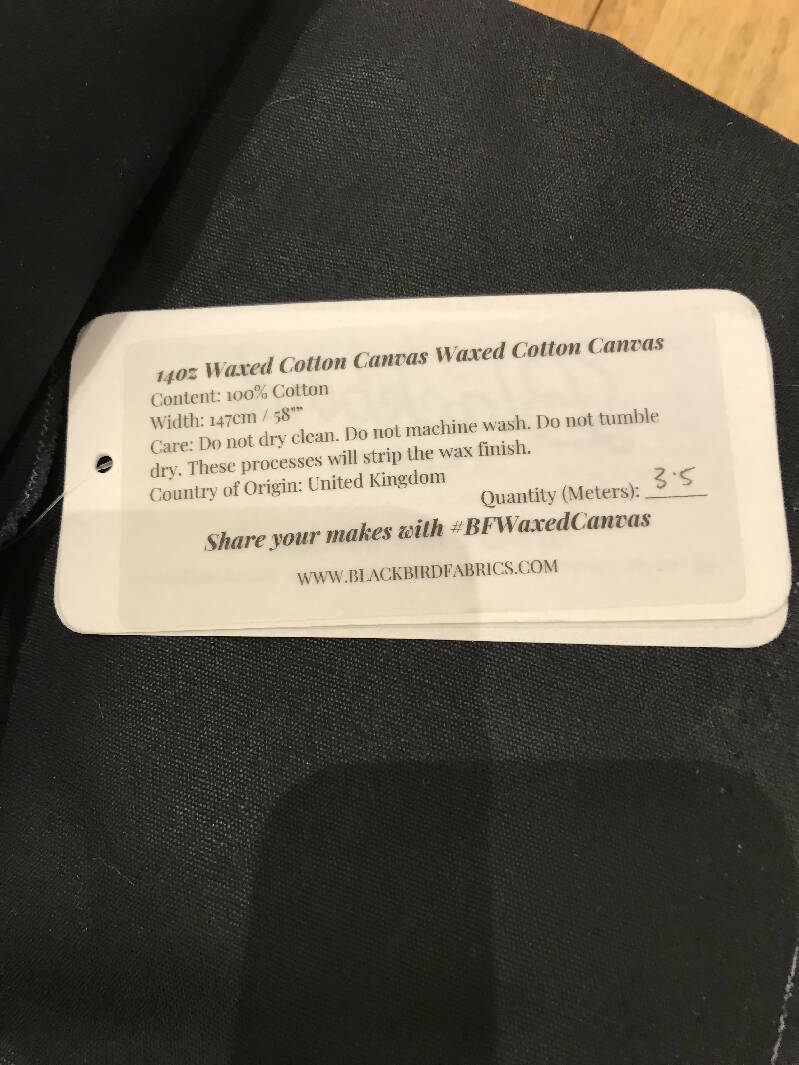 14oz Waxed Cotton Canvas Waxed Cotton Canvas
Content: 100% Cotton
Width: 147cm / 58""
Care: Do not dry clean. Do not machine wash. Do not tumble
dry. These processes will strip the wax finish.
Country of Origin: United Kingdom
Quantity (Meters): 3.5
Share your makes with #BFWaxedCanvas
WWW.BLACKBIRDFABRICS.COM